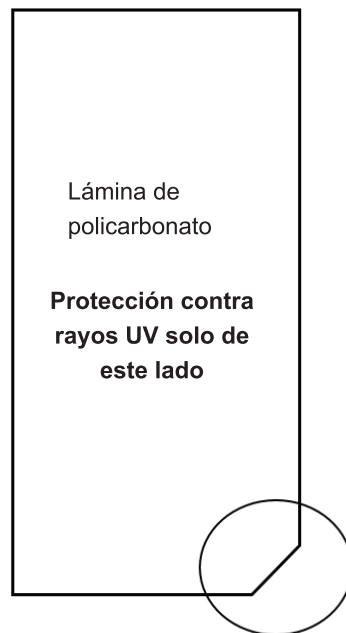 Lámina de
policarbonato
Protección contra
rayos UV solo de
este lado